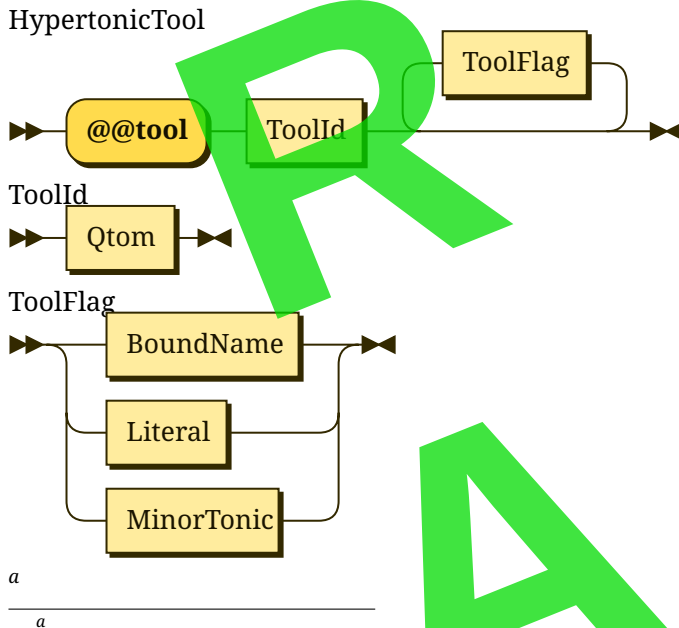 HypertonicTool
ToolFlag
@@tool ToolId
ToolId
Qtom
ToolFlag
BoundName
Literal
MinorTonic
a
a
R
A